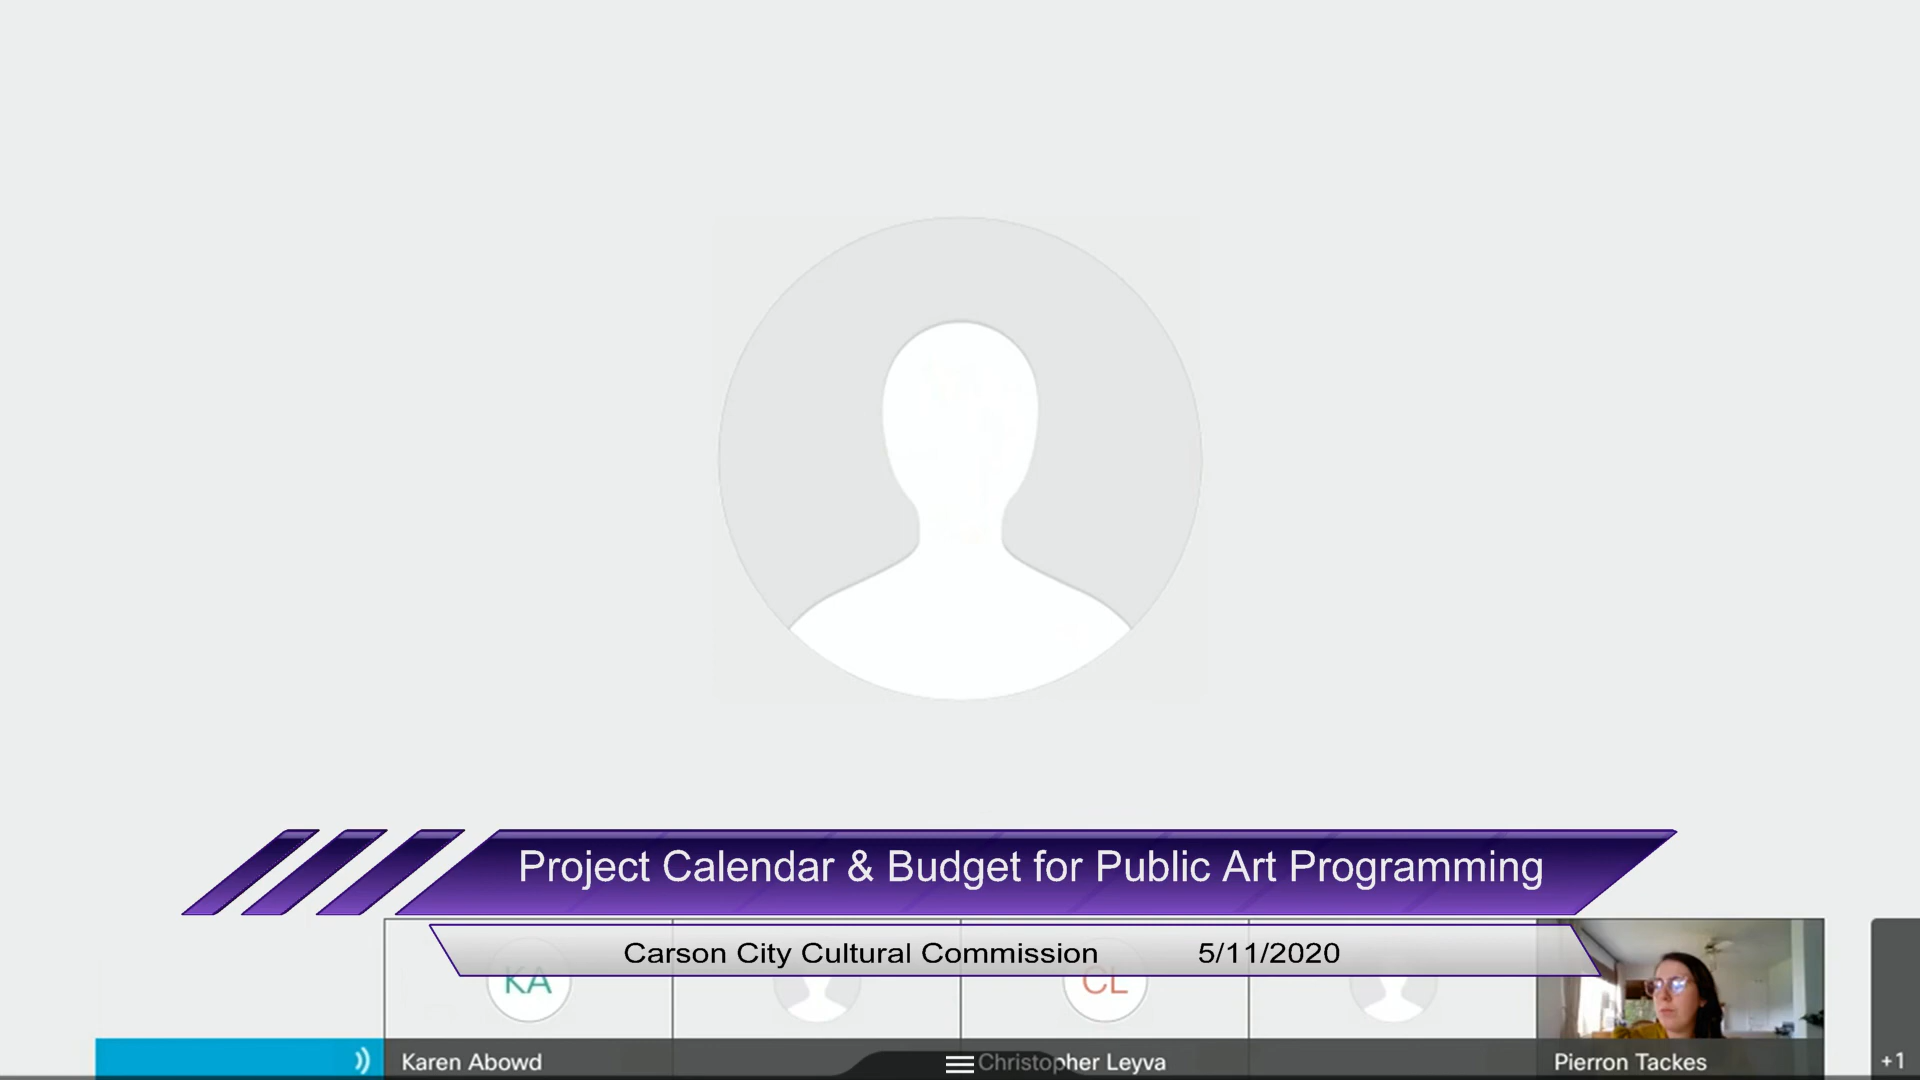 Project Calendar & Budget for Public Art Programming
Carson City Cultural Commission 5/11/2020
KA
CL
Karen Abowd
Christopher Leyva
Pierron Tackes
+1